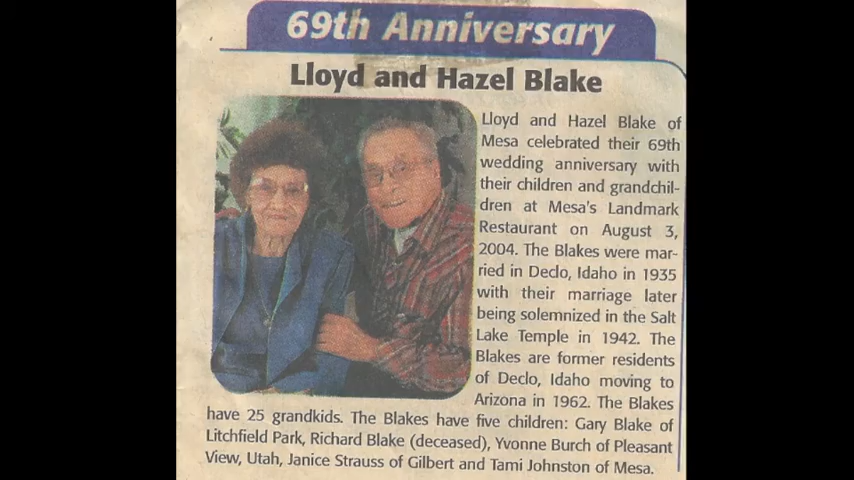 69th Anniversary
Lloyd and Hazel Blake
Lloyd and Hazel Blake of
Mesa celebrated their 69th
wedding anniversary with
their children and grandchil-
dren at Mesa's Landmark
Restaurant on August 3,
2004. The Blakes were mar-
ried in Declo, Idaho in 1935
with their marriage later
being solemnized in the Salt
Lake Temple in 1942. The
Blakes are former residents
of Declo, Idaho moving to
Arizona in 1962. The Blakes
have 25 grandkids. The Blakes have five children: Gary Blake of
Litchfield Park, Richard Blake (deceased), Yvonne Burch of Pleasant
View, Utah, Janice Strauss of Gilbert and Tami Johnston of Mesa.